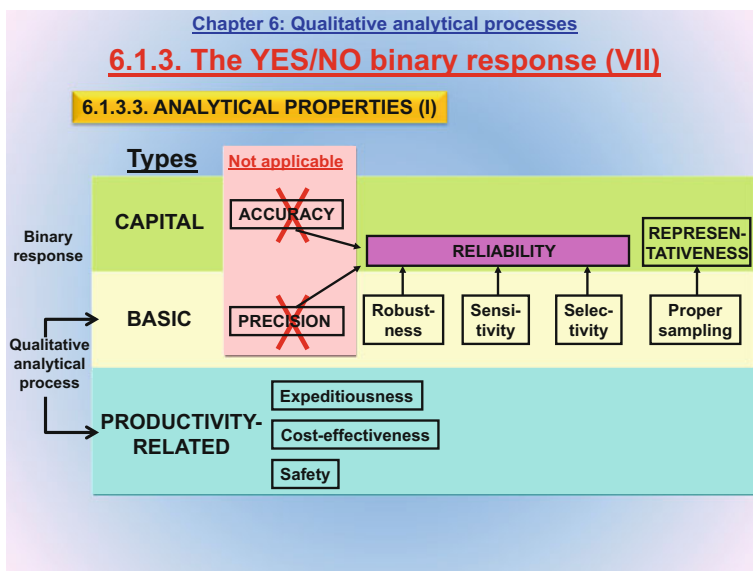 Chapter 6: Qualitative analytical processes
6.1.3. The YES/NO binary response (VII)
6.1.3.3. ANALYTICAL PROPERTIES (I)
Types
Not applicable
CAPITAL
ACCURACY
Binary
response
RELIABILITY
REPRESEN-
TATIVENESS
BASIC
PRECISION
Robust-
ness
Sensi-
tivity
Selec-
tivity
Proper
sampling
Qualitative
analytical
process
PRODUCTIVITY-
RELATED
Expeditiousness
Cost-effectiveness
Safety